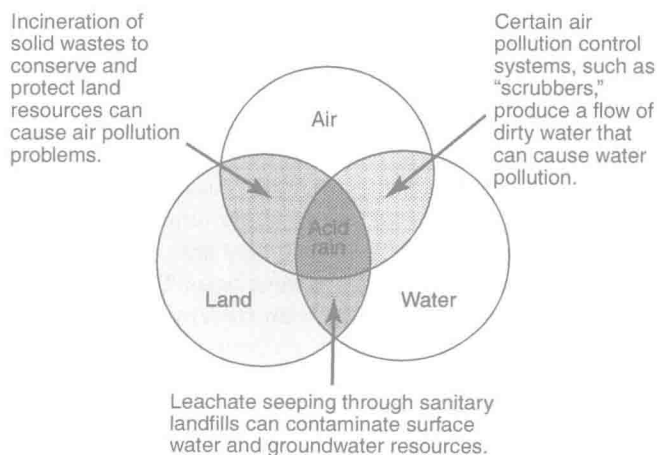 Incineration of
solid wastes to
conserve and
protect land
resources can
cause air pollution
problems.
Certain air
pollution control
systems, such as
“scrubbers,”
produce a flow of
dirty water that
can cause water
pollution.
Air
Acid
rain
Land
Water
Leachate seeping through sanitary
landfills can contaminate surface
water and groundwater resources.